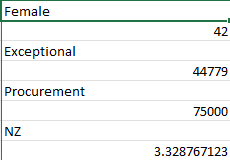 Female
42
Exceptional
44779
Procurement
75000
NZ
3.328767123